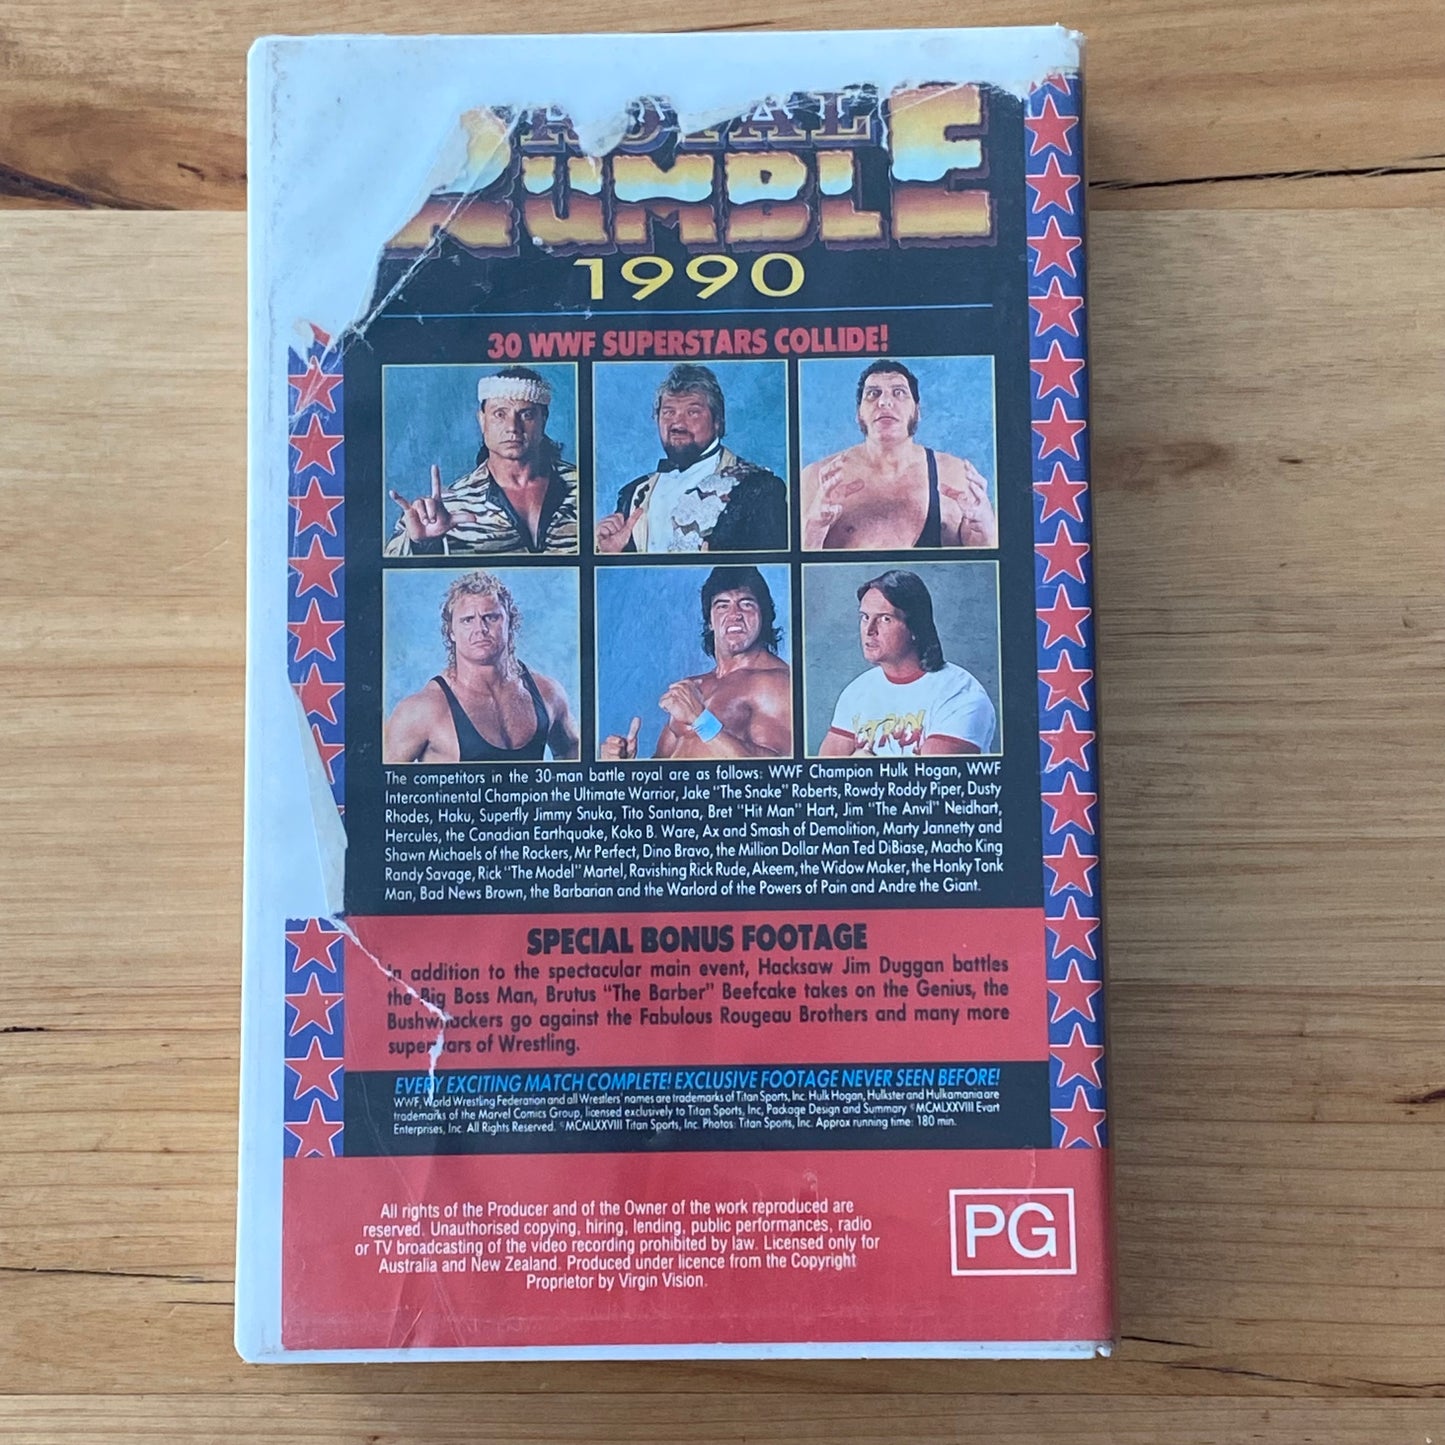 ROYAL
RUMBLE
1990
30 WWF SUPERSTARS COLLIDE!
The competitors in the 30-man battle royal are as follows: WWF Champion Hulk Hogan, WWF
Intercontinental Champion the Ultimate Warrior, Jake "The Snake" Roberts, Rowdy Roddy Piper, Dusty
Rhodes, Haku, Superfly Jimmy Snuka, Tito Santana, Bret "Hit Man" Hart, Jim "The Anvil" Neidhart,
Hercules, the Canadian Earthquake, Koko B. Ware, Ax and Smash of Demolition, Marty Jannetty and
Shawn Michaels of the Rockers, Mr Perfect, Dino Bravo, the Million Dollar Man Ted DiBiase, Macho King
Randy Savage, Rick "The Model" Martel, Ravishing Rick Rude, Akeem, the Widow Maker, the Honky Tonk
Man, Bad News Brown, the Barbarian and the Warlord of the Powers of Pain and Andre the Giant.
SPECIAL BONUS FOOTAGE
In addition to the spectacular main event, Hacksaw Jim Duggan battles
the Big Boss Man, Brutus "The Barber" Beefcake takes on the Genius, the
Bushwhackers go against the Fabulous Rougeau Brothers and many more
superstars of Wrestling.
EVERY EXCITING MATCH COMPLETE! EXCLUSIVE FOOTAGE NEVER SEEN BEFORE!
WWF, World Wrestling Federation and all Wrestlers' names are trademarks of Titan Sports, Inc. Hulk Hogan, Hulkster and Hulkamania are
trademarks of the Marvel Comics Group, licensed exclusively to Titan Sports, Inc, Package Design and Summary ©MCMLXXVIII Evart
Enterprises, Inc. All Rights Reserved. ©MCMLXXVIII Titan Sports, Inc. Photos: Titan Sports, Inc. Approx running time: 180 min.
All rights of the Producer and of the Owner of the work reproduced are
reserved. Unauthorised copying, hiring, lending, public performances, radio
or TV broadcasting of the video recording prohibited by law. Licensed only for
Australia and New Zealand. Produced under licence from the Copyright
Proprietor by Virgin Vision.
PG